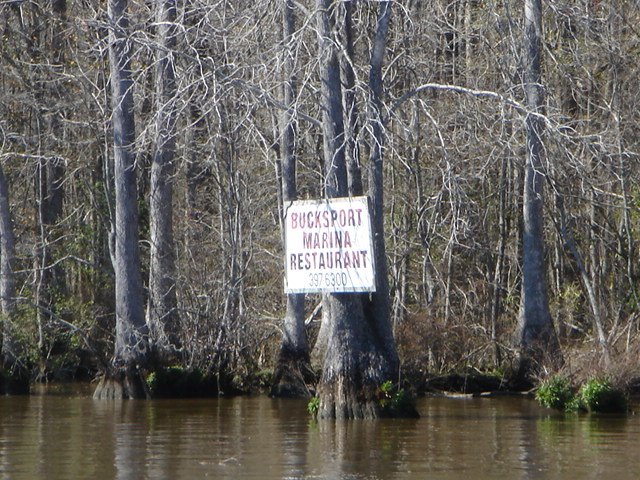 BUCKSPORT
MARINA
RESTAURANT
397.6300